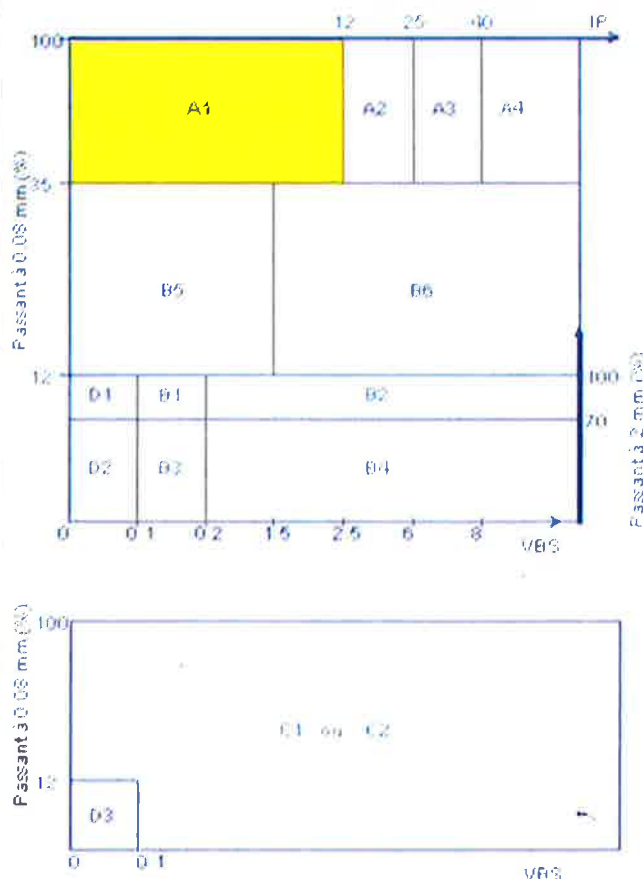 12 25 40 IP
100
A1 A2 A3 A4
35
Passant à 0.08 mm (%)
B5 B6
12 100
D1 B1 B2
70
D2 B3 B4
Passant à 2 mm (%)
0 0.1 0.2 1.5 2.5 6 8
VBS
100
Passant à 0.08 mm (%)
C1 ou C2
12
D3
0 0.1
VBS